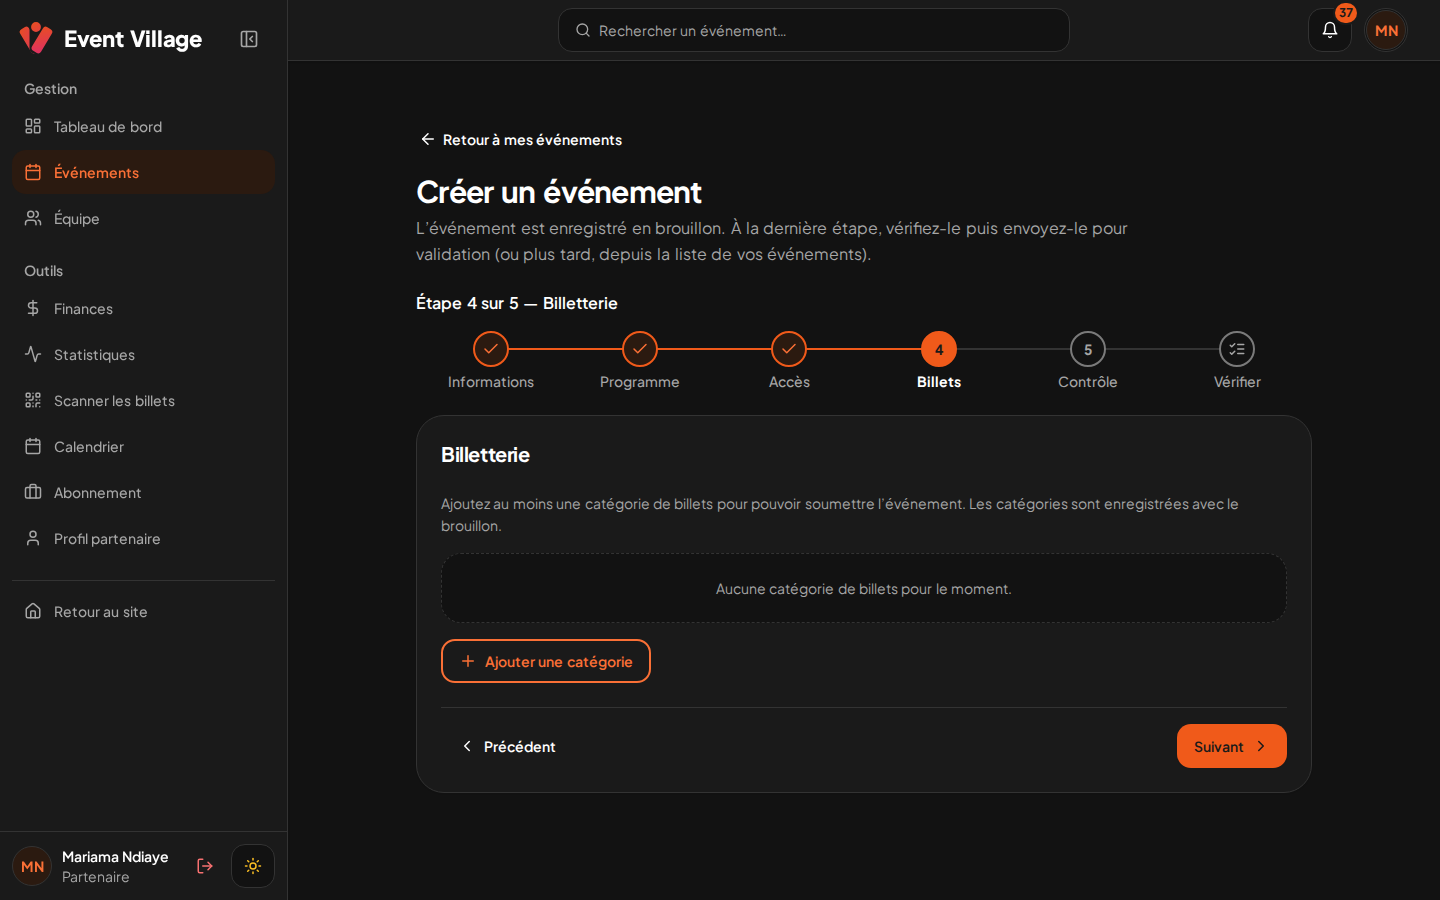 Event Village
Rechercher un événement…
37
MN
Gestion
Tableau de bord
Événements
Équipe
Outils
Finances
Statistiques
Scanner les billets
Calendrier
Abonnement
Profil partenaire
Retour au site
MN
Mariama Ndiaye
Partenaire
Retour à mes événements
Créer un événement
L’événement est enregistré en brouillon. À la dernière étape, vérifiez-le puis envoyez-le pour
validation (ou plus tard, depuis la liste de vos événements).
Étape 4 sur 5 — Billetterie
4
5
Informations
Programme
Accès
Billets
Contrôle
Vérifier
Billetterie
Ajoutez au moins une catégorie de billets pour pouvoir soumettre l’événement. Les catégories sont enregistrées avec le
brouillon.
Aucune catégorie de billets pour le moment.
Ajouter une catégorie
Précédent
Suivant